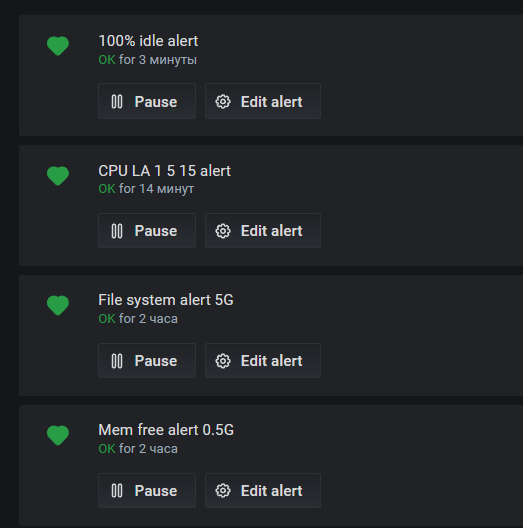 100% idle alert
OK for 3 минуты
Pause Edit alert
CPU LA 1 5 15 alert
OK for 14 минут
Pause Edit alert
File system alert 5G
OK for 2 часа
Pause Edit alert
Mem free alert 0.5G
OK for 2 часа
Pause Edit alert